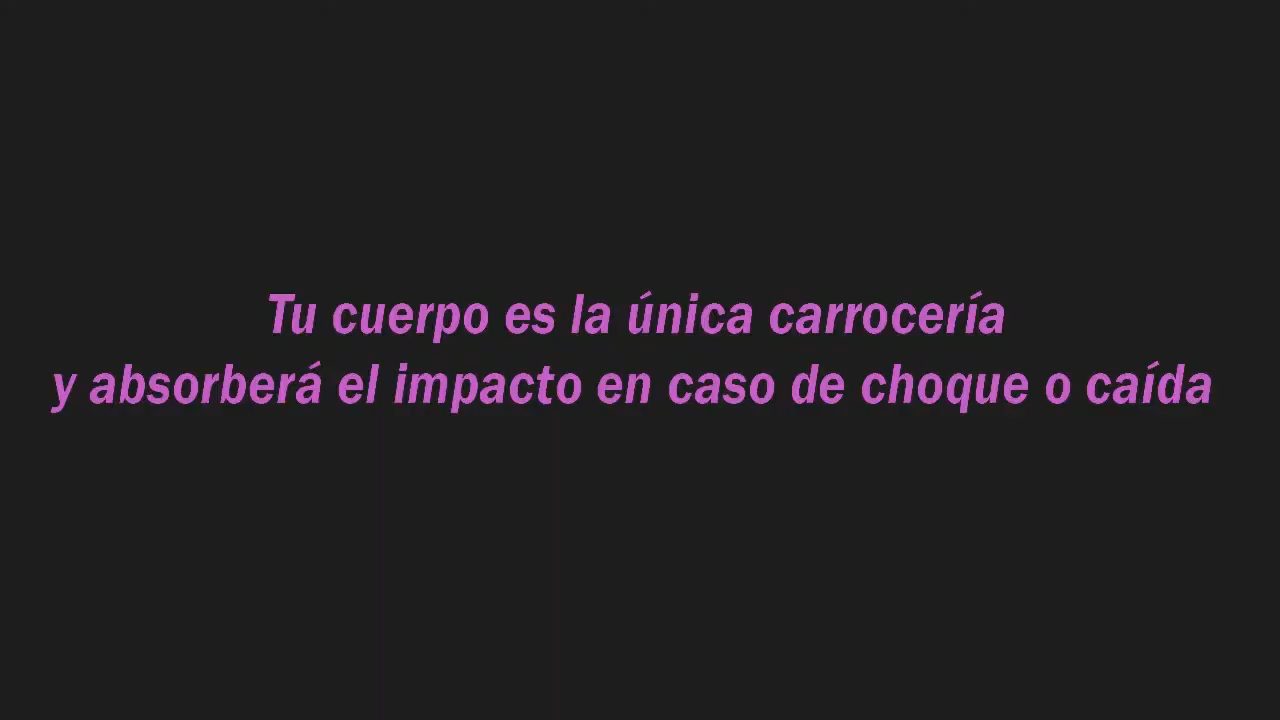 Tu cuerpo es la única carrocería
y absorberá el impacto en caso de choque o caída